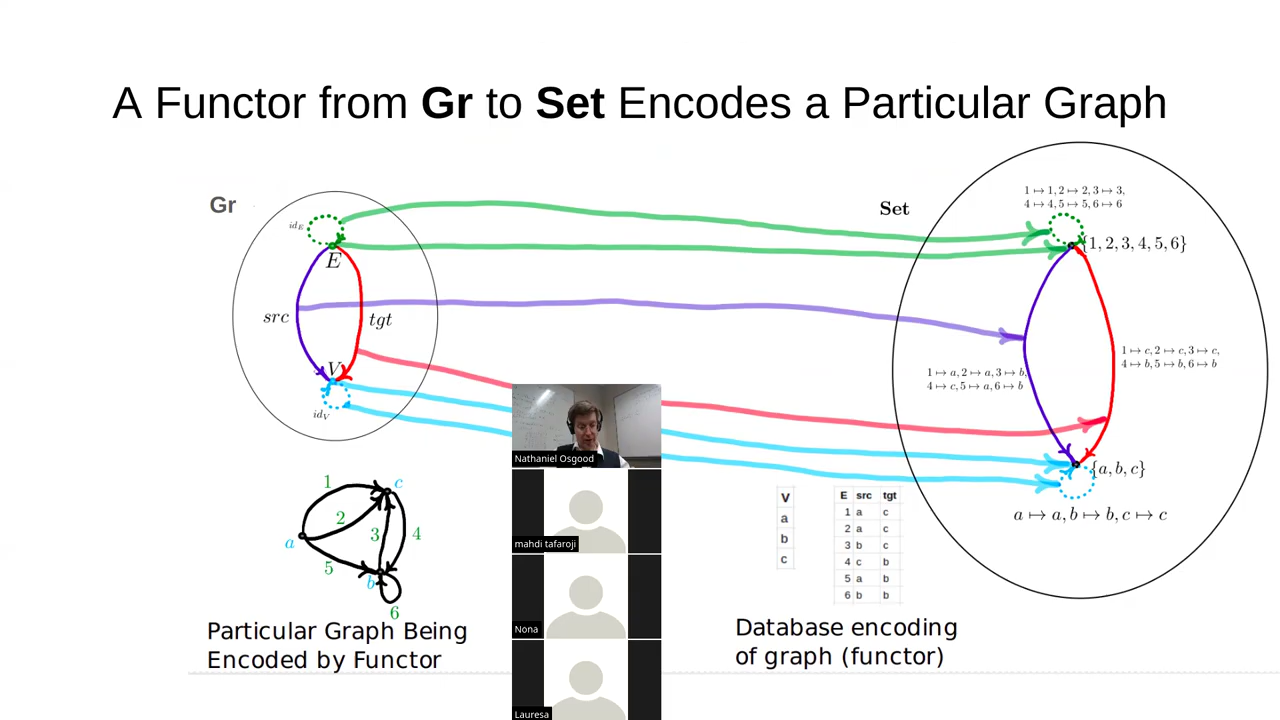 A Functor from Gr to Set Encodes a Particular Graph
Gr
Set
id_E
E
src
tgt
V
id_V
1 ↦ 1, 2 ↦ 2, 3 ↦ 3,
4 ↦ 4, 5 ↦ 5, 6 ↦ 6
{1, 2, 3, 4, 5, 6}
1 ↦ a, 2 ↦ a, 3 ↦ b,
4 ↦ c, 5 ↦ a, 6 ↦ b
1 ↦ c, 2 ↦ c, 3 ↦ c,
4 ↦ b, 5 ↦ b, 6 ↦ b
{a, b, c}
a ↦ a, b ↦ b, c ↦ c
1
c
2
3
4
a
5
b
6
Particular Graph Being
Encoded by Functor
Nathaniel Osgood
mahdi tafaroji
Nona
Lauresa
V
a
b
c
E src tgt
1 a c
2 a c
3 b c
4 c b
5 a b
6 b b
Database encoding
of graph (functor)